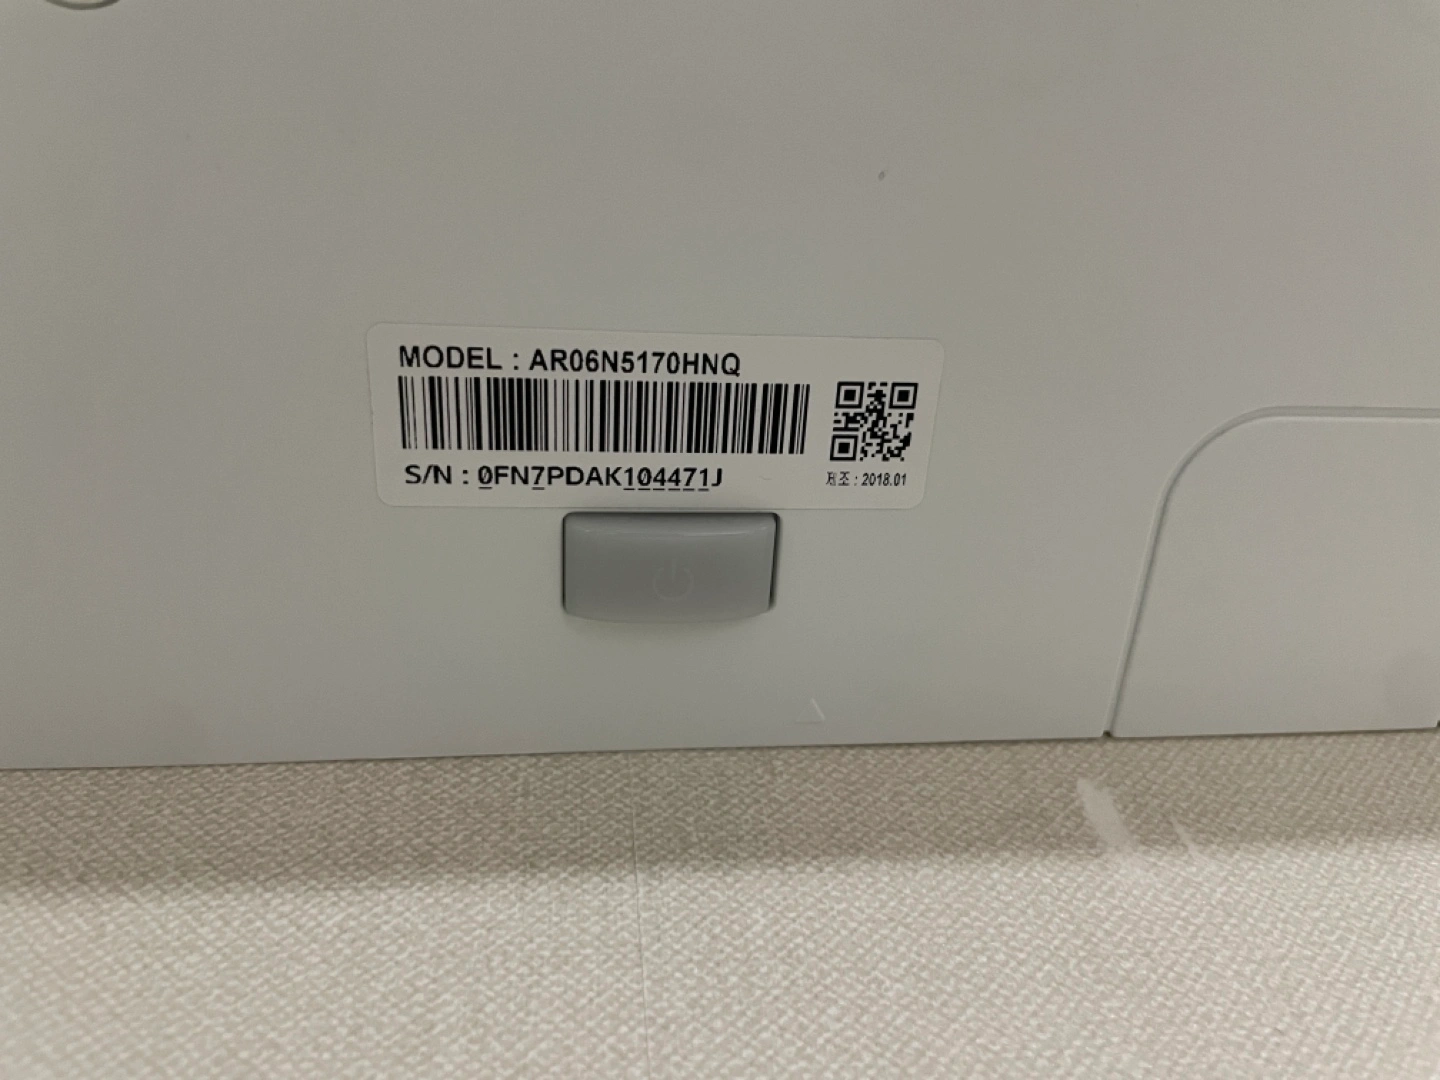 MODEL : AR06N5170HNQ
S/N : 0FN7PDAK104471J
제조 : 2018.01